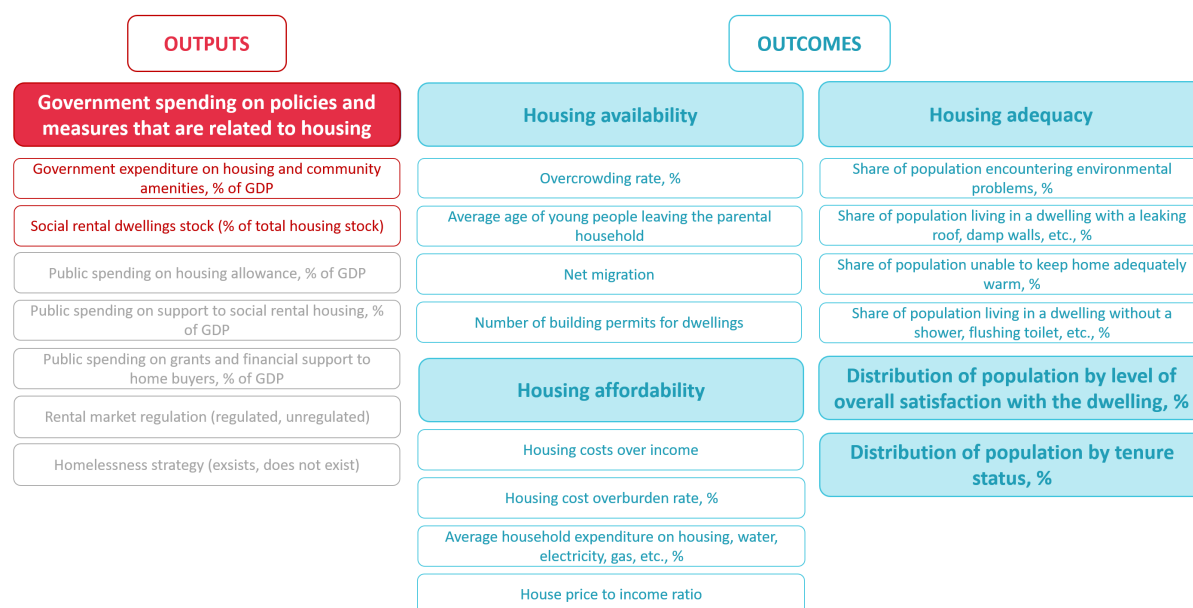 OUTPUTS
Government spending on policies and
measures that are related to housing
Government expenditure on housing and community
amenities, % of GDP
Social rental dwellings stock (% of total housing stock)
Public spending on housing allowance, % of GDP
Public spending on support to social rental housing, %
of GDP
Public spending on grants and financial support to
home buyers, % of GDP
Rental market regulation (regulated, unregulated)
Homelessness strategy (exsists, does not exist)
OUTCOMES
Housing availability
Overcrowding rate, %
Average age of young people leaving the parental
household
Net migration
Number of building permits for dwellings
Housing affordability
Housing costs over income
Housing cost overburden rate, %
Average household expenditure on housing, water,
electricity, gas, etc., %
House price to income ratio
Housing adequacy
Share of population encountering environmental
problems, %
Share of population living in a dwelling with a leaking
roof, damp walls, etc., %
Share of population unable to keep home adequately
warm, %
Share of population living in a dwelling without a
shower, flushing toilet, etc., %
Distribution of population by level of
overall satisfaction with the dwelling, %
Distribution of population by tenure
status, %